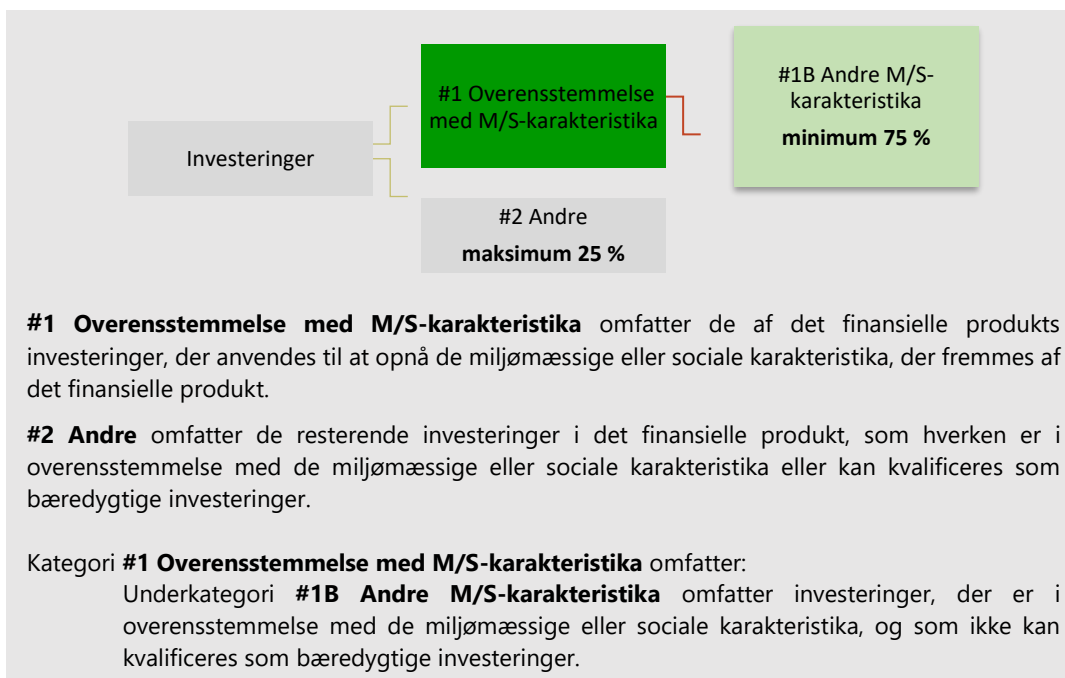 Investeringer
#1 Overensstemmelse
med M/S-karakteristika
#1B Andre M/S-
karakteristika
minimum 75 %
#2 Andre
maksimum 25 %
#1 Overensstemmelse med M/S-karakteristika omfatter de af det finansielle produkts
investeringer, der anvendes til at opnå de miljømæssige eller sociale karakteristika, der fremmes af
det finansielle produkt.
#2 Andre omfatter de resterende investeringer i det finansielle produkt, som hverken er i
overensstemmelse med de miljømæssige eller sociale karakteristika eller kan kvalificeres som
bæredygtige investeringer.
Kategori #1 Overensstemmelse med M/S-karakteristika omfatter:
Underkategori #1B Andre M/S-karakteristika omfatter investeringer, der er i
overensstemmelse med de miljømæssige eller sociale karakteristika, og som ikke kan
kvalificeres som bæredygtige investeringer.